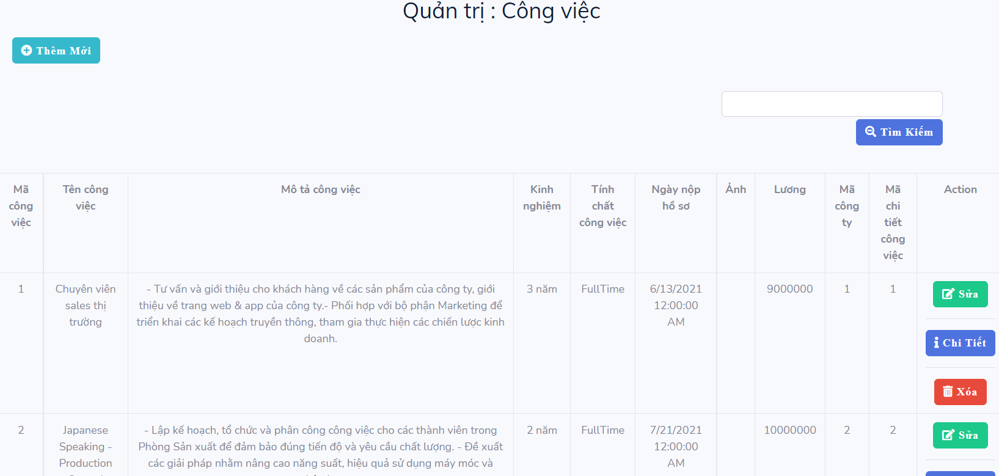 Quản trị : Công việc
Thêm Mới
Tìm Kiếm
Mã công việc
Tên công việc
Mô tả công việc
Kinh nghiệm
Tính chất công việc
Ngày nộp hồ sơ
Ảnh
Lương
Mã công ty
Mã chi tiết công việc
Action
1
Chuyên viên
sales thị
trường
- Tư vấn và giới thiệu cho khách hàng về các sản phẩm của công ty, giới
thiệu về trang web & app của công ty.- Phối hợp với bộ phận Marketing để
triển khai các kế hoạch truyền thông, tham gia thực hiện các chiến lược kinh
doanh.
3 năm
FullTime
6/13/2021
12:00:00
AM
9000000
1
1
Sửa
Chi Tiết
Xóa
2
Japanese
Speaking -
Production
- Lập kế hoạch, tổ chức và phân công công việc cho các thành viên trong
Phòng Sản xuất để đảm bảo đúng tiến độ và yêu cầu chất lượng. - Đề xuất
các giải pháp nhằm nâng cao năng suất, hiệu quả sử dụng máy móc và
2 năm
FullTime
7/21/2021
12:00:00
AM
10000000
2
2
Sửa